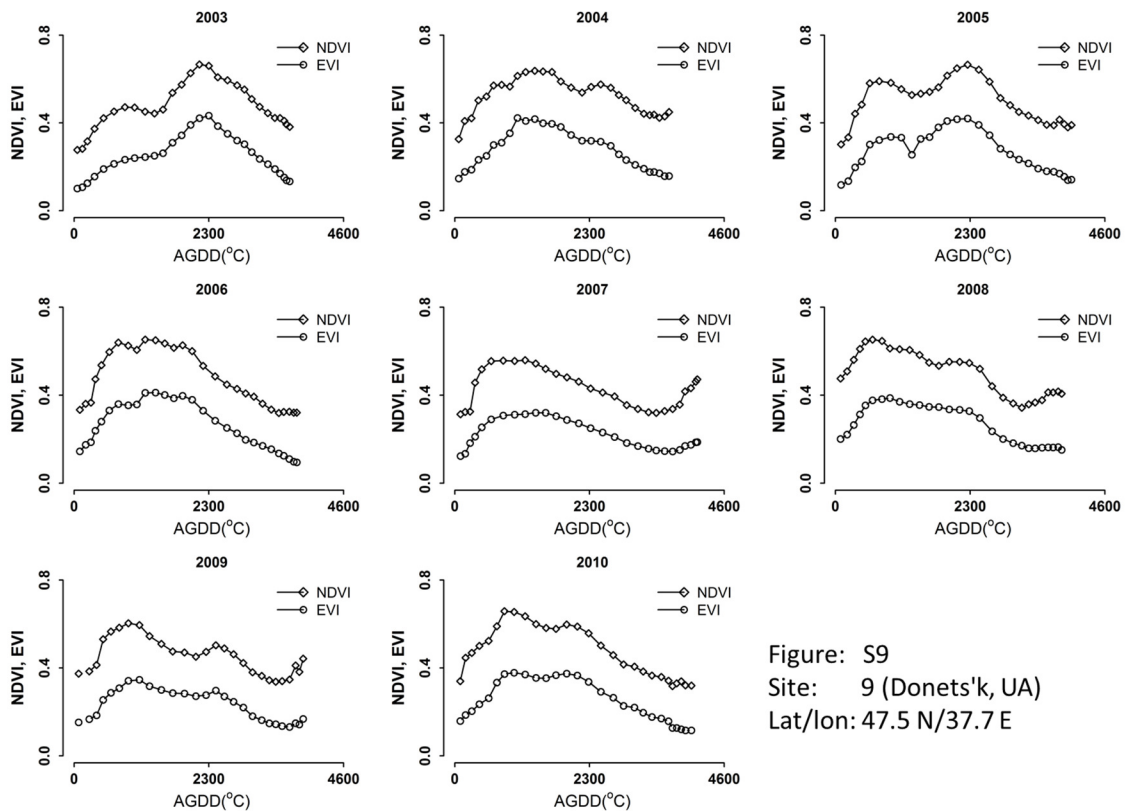 2003
NDVI, EVI
0.8
0.4
0.0
NDVI
EVI
0
2300
4600
AGDD(°C)
2004
NDVI, EVI
0.8
0.4
0.0
NDVI
EVI
0
2300
4600
AGDD(°C)
2005
NDVI, EVI
0.8
0.4
0.0
NDVI
EVI
0
2300
4600
AGDD(°C)
2006
NDVI, EVI
0.8
0.4
0.0
NDVI
EVI
0
2300
4600
AGDD(°C)
2007
NDVI, EVI
0.8
0.4
0.0
NDVI
EVI
0
2300
4600
AGDD(°C)
2008
NDVI, EVI
0.8
0.4
0.0
NDVI
EVI
0
2300
4600
AGDD(°C)
2009
NDVI, EVI
0.8
0.4
0.0
NDVI
EVI
0
2300
4600
AGDD(°C)
2010
NDVI, EVI
0.8
0.4
0.0
NDVI
EVI
0
2300
4600
AGDD(°C)
Figure: S9
Site: 9 (Donets'k, UA)
Lat/lon: 47.5 N/37.7 E